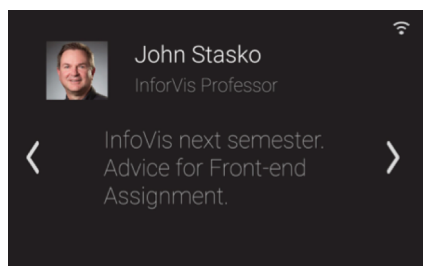 John Stasko
InforVis Professor
InfoVis next semester.
Advice for Front-end
Assignment.